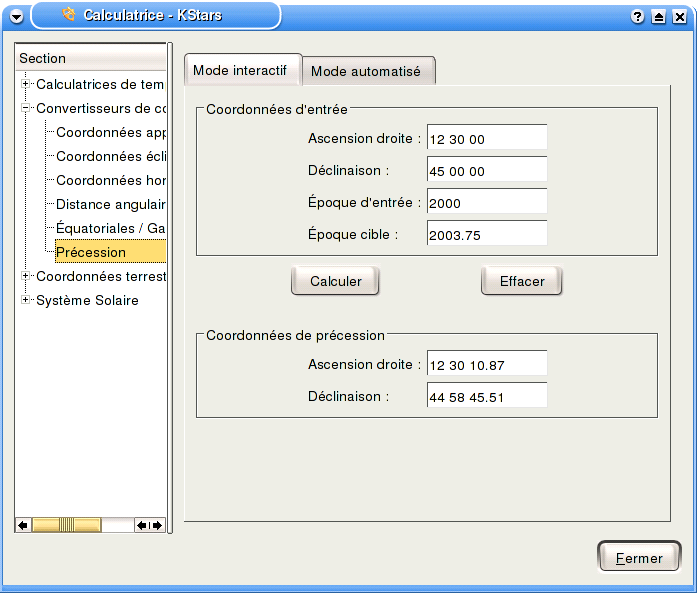 Calculatrice - KStars
Section
Calculatrices de tem
Convertisseurs de co
Coordonnées app
Coordonnées écli
Coordonnées hor
Distance angulair
Équatoriales / Ga
Précession
Coordonnées terrest
Système Solaire
Mode interactif
Mode automatisé
Coordonnées d'entrée
Ascension droite : 12 30 00
Déclinaison : 45 00 00
Époque d'entrée : 2000
Époque cible : 2003.75
Calculer
Effacer
Coordonnées de précession
Ascension droite : 12 30 10.87
Déclinaison : 44 58 45.51
Fermer